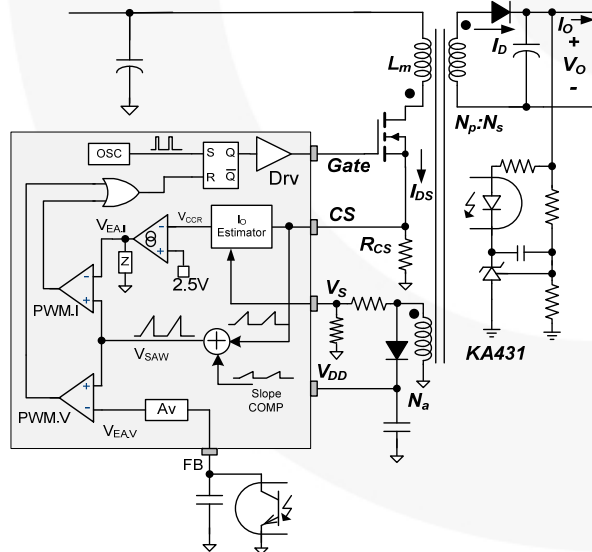 I_D
I_O
+
V_O
-
L_m
N_p:N_s
OSC
S Q
R Q̅
Drv
Gate
I_DS
V_EA.I
V_CCR
I_O
Estimator
CS
R_CS
Z
2.5V
PWM.I
-
+
-
+
V_S
V_SAW
+
V_DD
KA431
Slope
COMP
N_a
PWM.V
+
-
Av
V_EA.V
FB